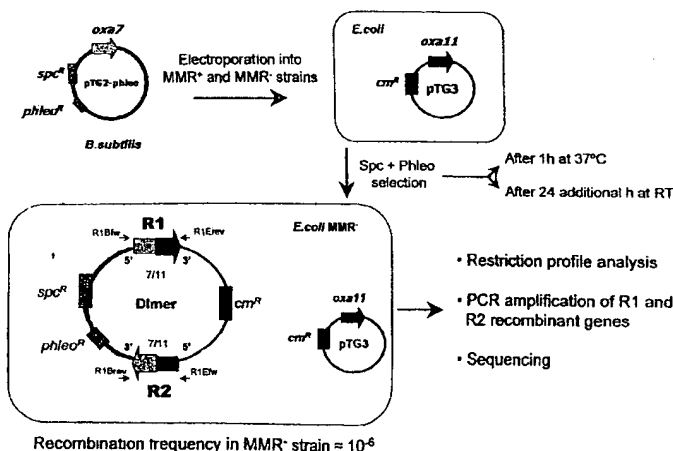 oxa7
spcR
pTG2-phleo
phleoR
B.subtilis
Electroporation into
MMR+ and MMR- strains
E.coli
oxa11
cmR
pTG3
Spc + Phleo
selection
After 1h at 37ºC
After 24 additional h at RT
E.coli MMR-
R1
R1Bfw
R1Erev
5'
3'
7/11
spcR
Dimer
cmR
phleoR
3'
7/11
5'
R1Brev
R1Efw
R2
oxa11
cmR
pTG3
· Restriction profile analysis
· PCR amplification of R1 and
R2 recombinant genes
· Sequencing
Recombination frequency in MMR- strain ≈ 10-6